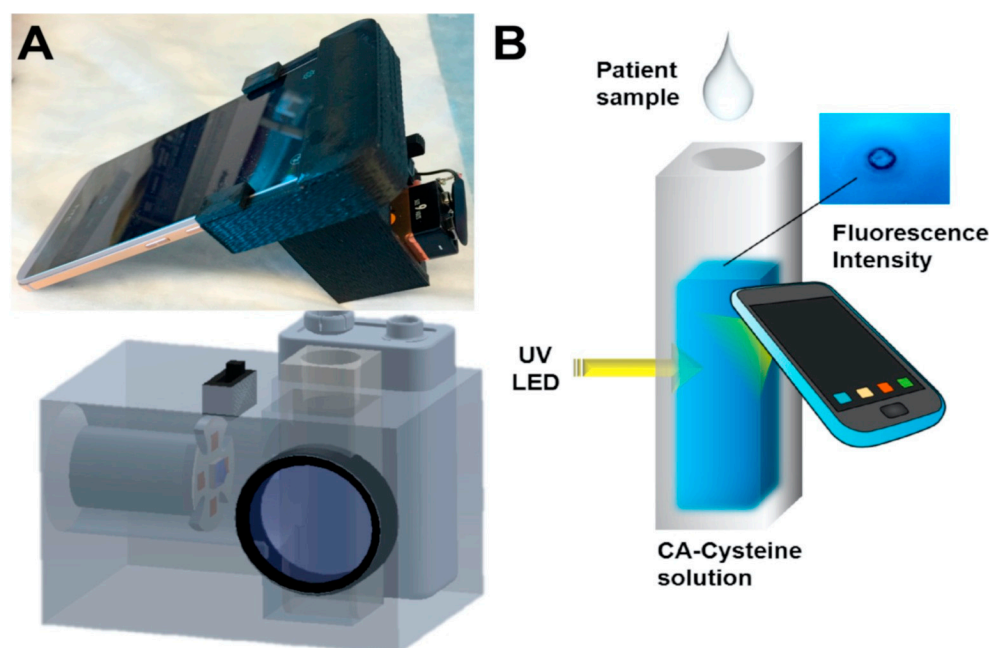 A
B
Patient
sample
Fluorescence
Intensity
UV
LED
CA-Cysteine
solution